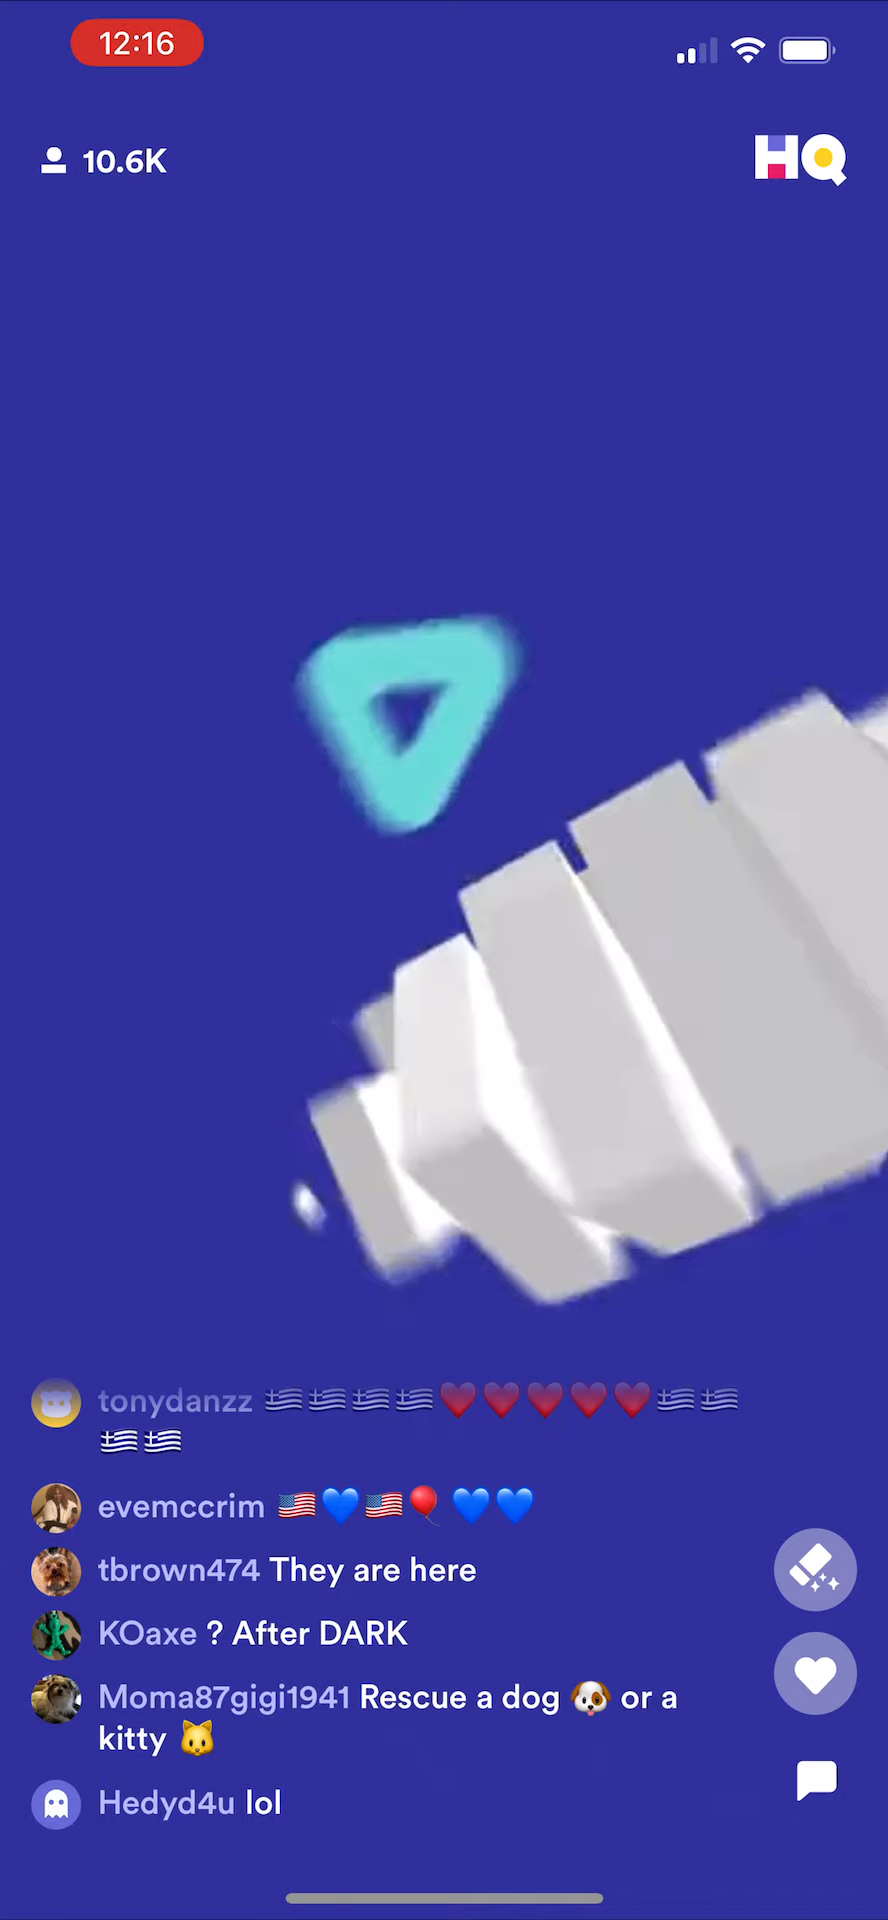 12:16
10.6K
HQ
tonydanzz 🇬🇷🇬🇷🇬🇷🇬🇷❤️❤️❤️❤️❤️🇬🇷🇬🇷
🇬🇷🇬🇷
evemccrim 🇺🇸💙🇺🇸🎈💙💙
tbrown474 They are here
KOaxe ? After DARK
Moma87gigi1941 Rescue a dog 🐶 or a
kitty 🐱
Hedyd4u lol